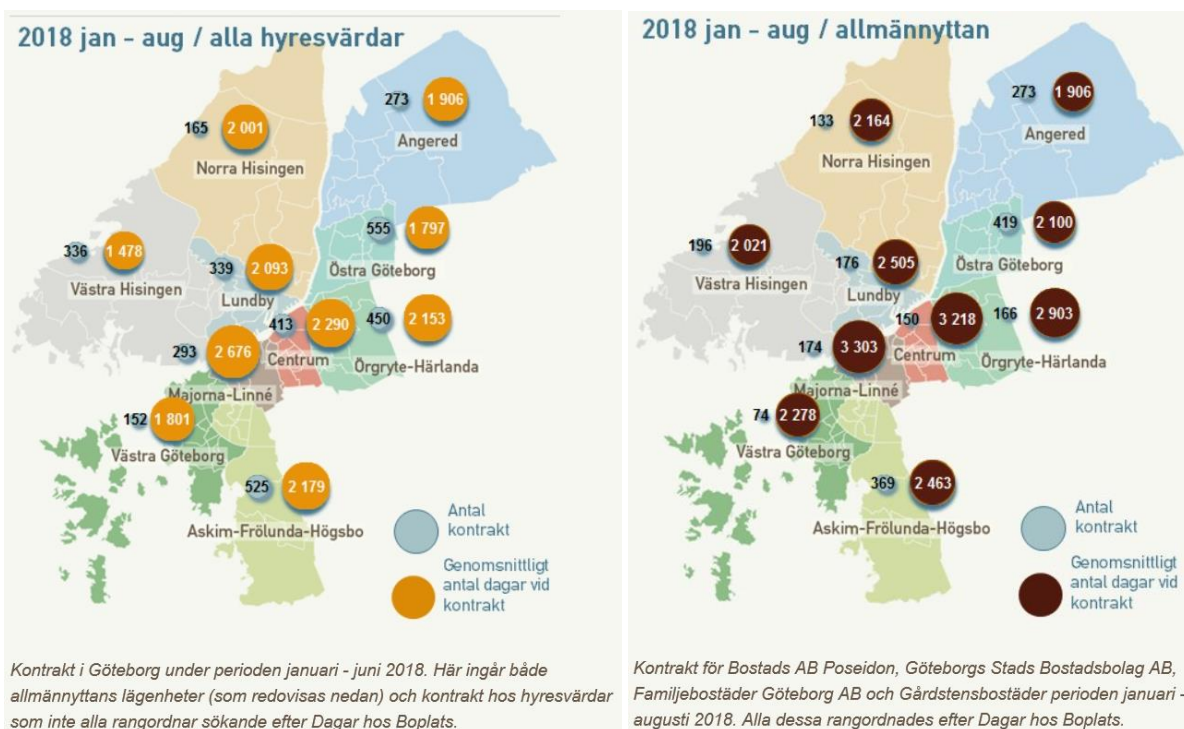 2018 jan - aug / alla hyresvärdar
273
1 906
Angered
165
2 001
Norra Hisingen
555
1 797
Östra Göteborg
336
1 478
Västra Hisingen
339
2 093
Lundby
413
2 290
Centrum
450
2 153
Örgryte-Härlanda
293
2 676
Majorna-Linné
152
1 801
Västra Göteborg
525
2 179
Askim-Frölunda-Högsbo
Antal
kontrakt
Genomsnittligt
antal dagar vid
kontrakt
Kontrakt i Göteborg under perioden januari - juni 2018. Här ingår både
allmännyttans lägenheter (som redovisas nedan) och kontrakt hos hyresvärdar
som inte alla rangordnar sökande efter Dagar hos Boplats.
2018 jan - aug / allmännyttan
273
1 906
Angered
133
2 164
Norra Hisingen
419
2 100
Östra Göteborg
196
2 021
Västra Hisingen
176
2 505
Lundby
150
3 218
Centrum
166
2 903
Örgryte-Härlanda
174
3 303
Majorna-Linné
74
2 278
Västra Göteborg
369
2 463
Askim-Frölunda-Högsbo
Antal
kontrakt
Genomsnittligt
antal dagar vid
kontrakt
Kontrakt för Bostads AB Poseidon, Göteborgs Stads Bostadsbolag AB,
Familjebostäder Göteborg AB och Gårdstensbostäder perioden januari -
augusti 2018. Alla dessa rangordnades efter Dagar hos Boplats.